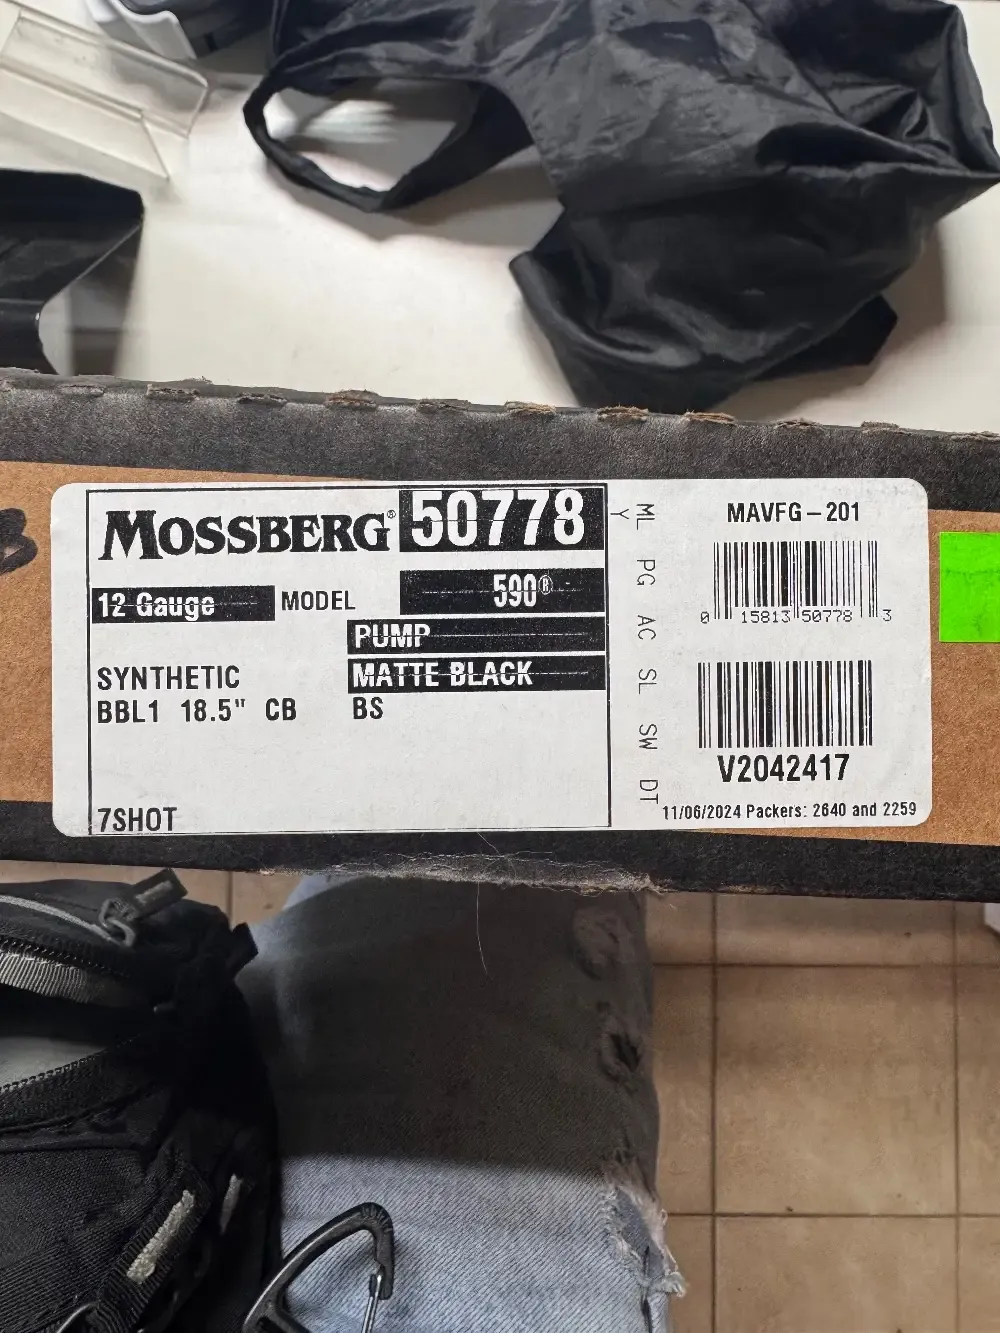 MOSSBERG® 50778
12 Gauge MODEL 590®
PUMP
SYNTHETIC MATTE BLACK
BBL1 18.5" CB BS
7SHOT
ML
Y
PG
AC
SL
SW
DT
MAVFG-201
0 15813 50778 3
V2042417
11/06/2024 Packers: 2640 and 2259